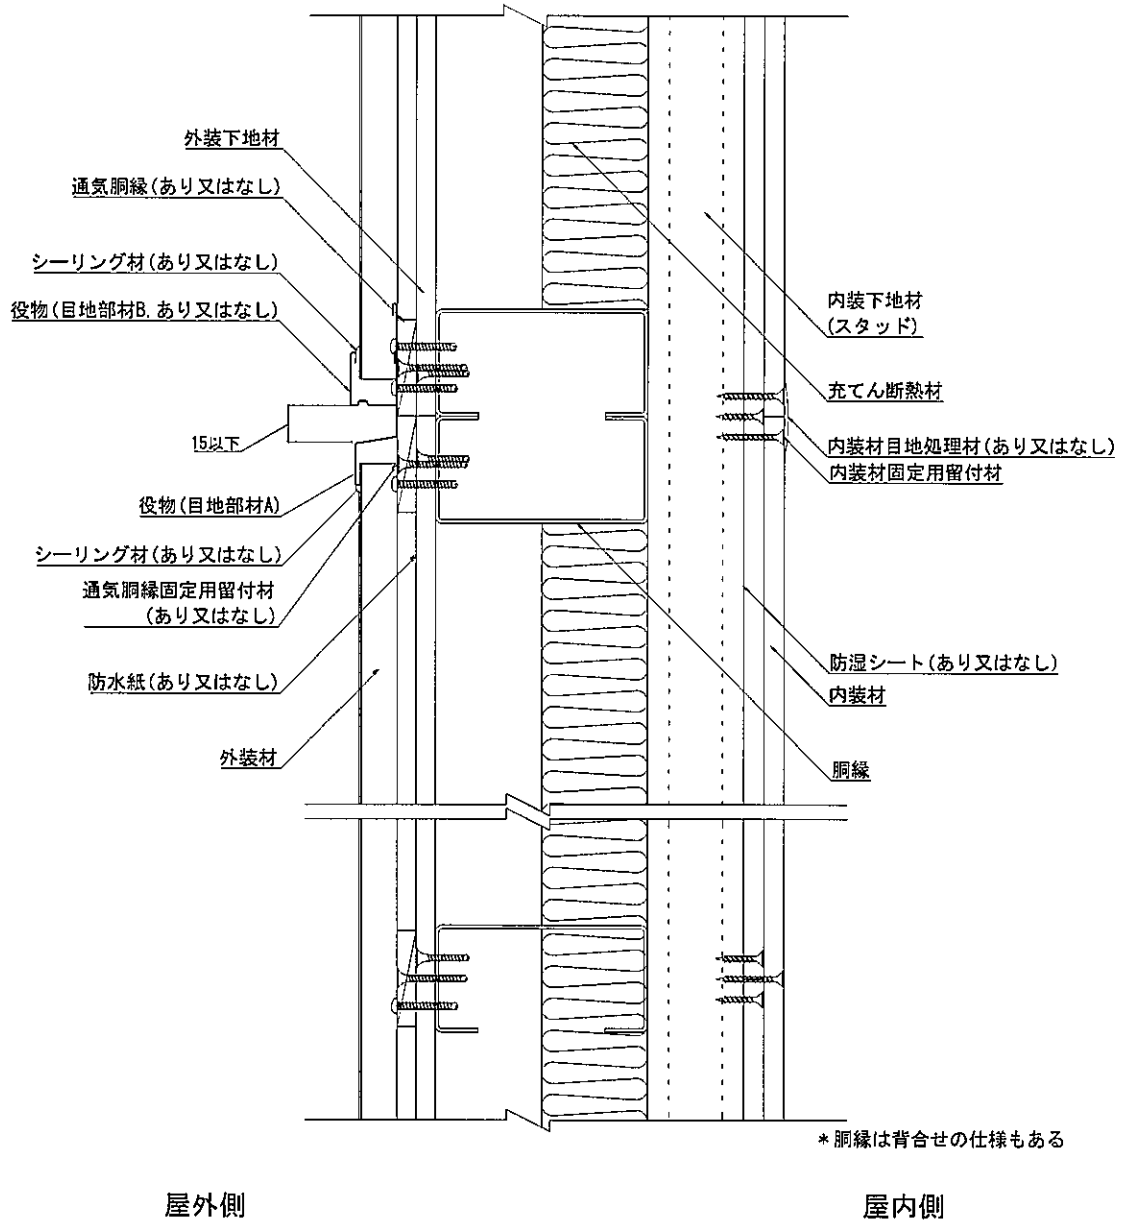 外装下地材
通気胴縁(あり又はなし)
シーリング材(あり又はなし)
役物(目地部材B,あり又はなし)
15以下
役物(目地部材A)
シーリング材(あり又はなし)
通気胴縁固定用留付材
(あり又はなし)
防水紙(あり又はなし)
外装材
内装下地材
(スタッド)
充てん断熱材
内装材目地処理材(あり又はなし)
内装材固定用留付材
防湿シート(あり又はなし)
内装材
胴縁
*胴縁は背合せの仕様もある
屋外側
屋内側